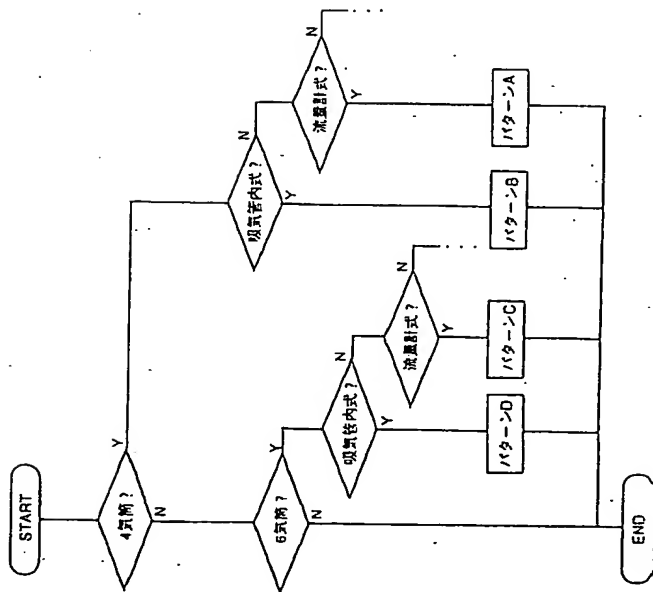 START
4気筒?
Y
N
吸気管内式?
N
Y
流量計式?
N
Y
6気筒?
Y
N
吸気管内式?
N
Y
流量計式?
N
Y
パターンD
パターンC
パターンB
パターンA
END